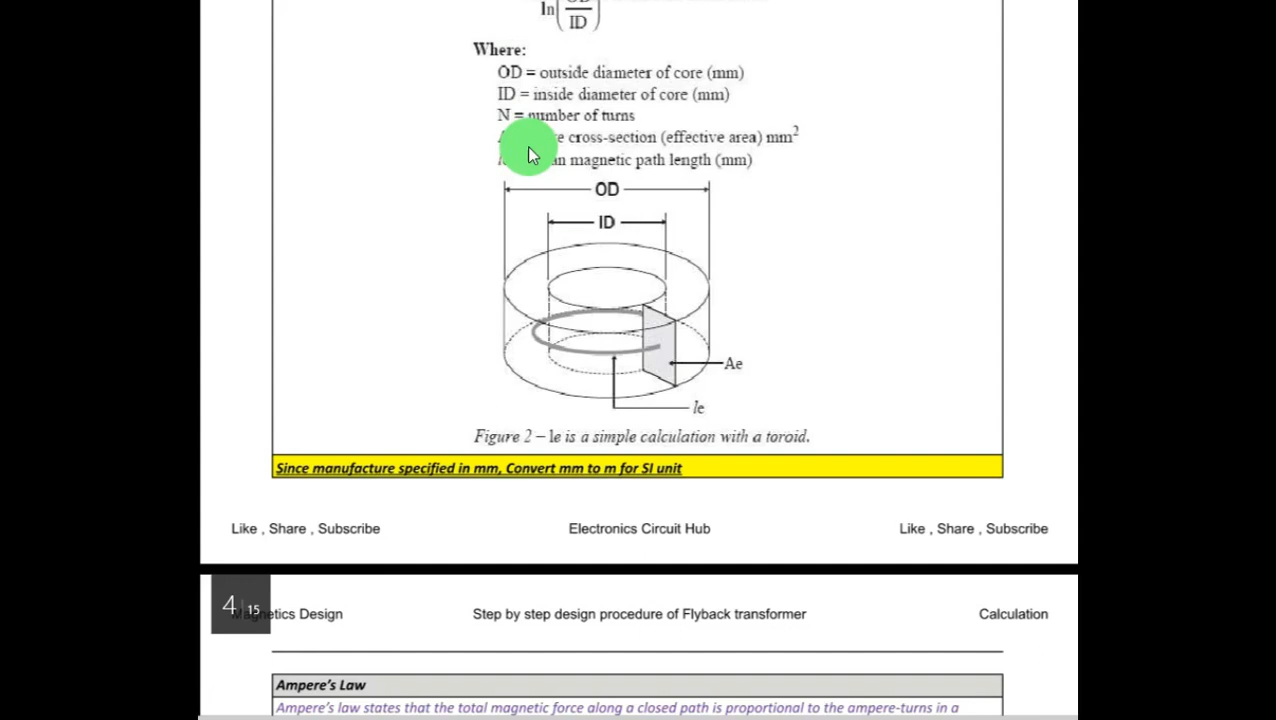 ln( OD
ID )
Where:
OD = outside diameter of core (mm)
ID = inside diameter of core (mm)
N = number of turns
cross-section (effective area) mm²
magnetic path length (mm)
OD
ID
Ae
le
Figure 2 – le is a simple calculation with a toroid.
Since manufacture specified in mm, Convert mm to m for SI unit
Like , Share , Subscribe Electronics Circuit Hub Like , Share , Subscribe
4 | 15
Magnetics Design Step by step design procedure of Flyback transformer Calculation
Ampere's Law
Ampere's law states that the total magnetic force along a closed path is proportional to the ampere-turns in a